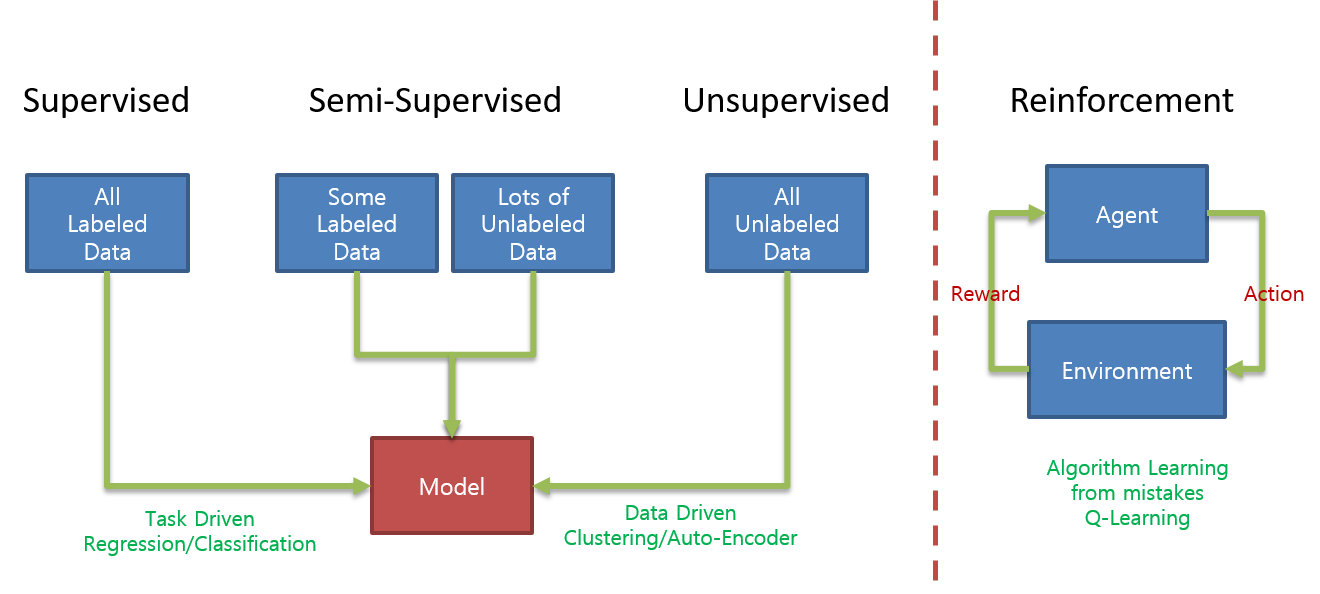 Supervised
Semi-Supervised
Unsupervised
Reinforcement
All
Labeled
Data
Some
Labeled
Data
Lots of
Unlabeled
Data
All
Unlabeled
Data
Agent
Reward
Action
Environment
Model
Task Driven
Regression/Classification
Data Driven
Clustering/Auto-Encoder
Algorithm Learning
from mistakes
Q-Learning